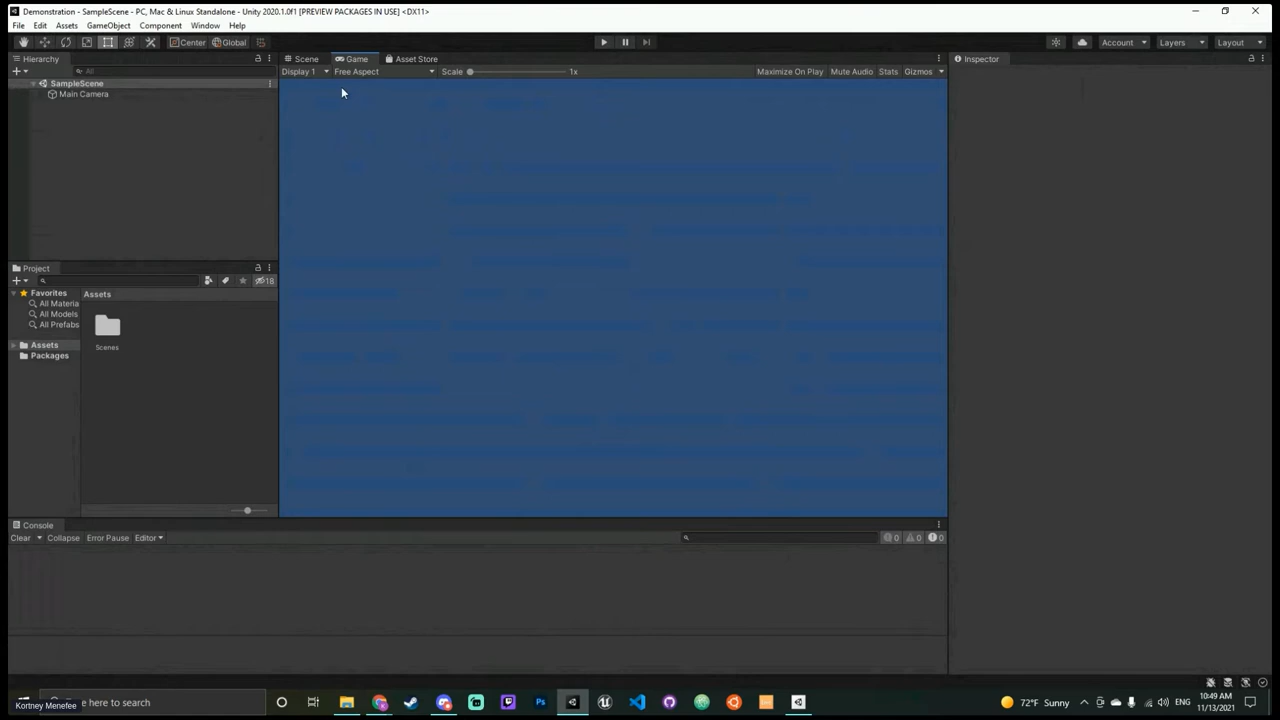 Demonstration - SampleScene - PC, Mac & Linux Standalone - Unity 2020.1.0f1 [PREVIEW PACKAGES IN USE] <DX11>
File Edit Assets GameObject Component Window Help
Center Global Account Layers Layout
Hierarchy Scene Game Asset Store Inspector
All Display 1 Free Aspect Scale 1x Maximize On Play Mute Audio Stats Gizmos
SampleScene
Main Camera
Project
18
Favorites Assets
All Materia
All Models
All Prefabs
Assets Scenes
Packages
Console
Clear Collapse Error Pause Editor 0 0 0
10:49 AM
here to search 72°F Sunny ENG
Kortney Menefee 11/13/2021